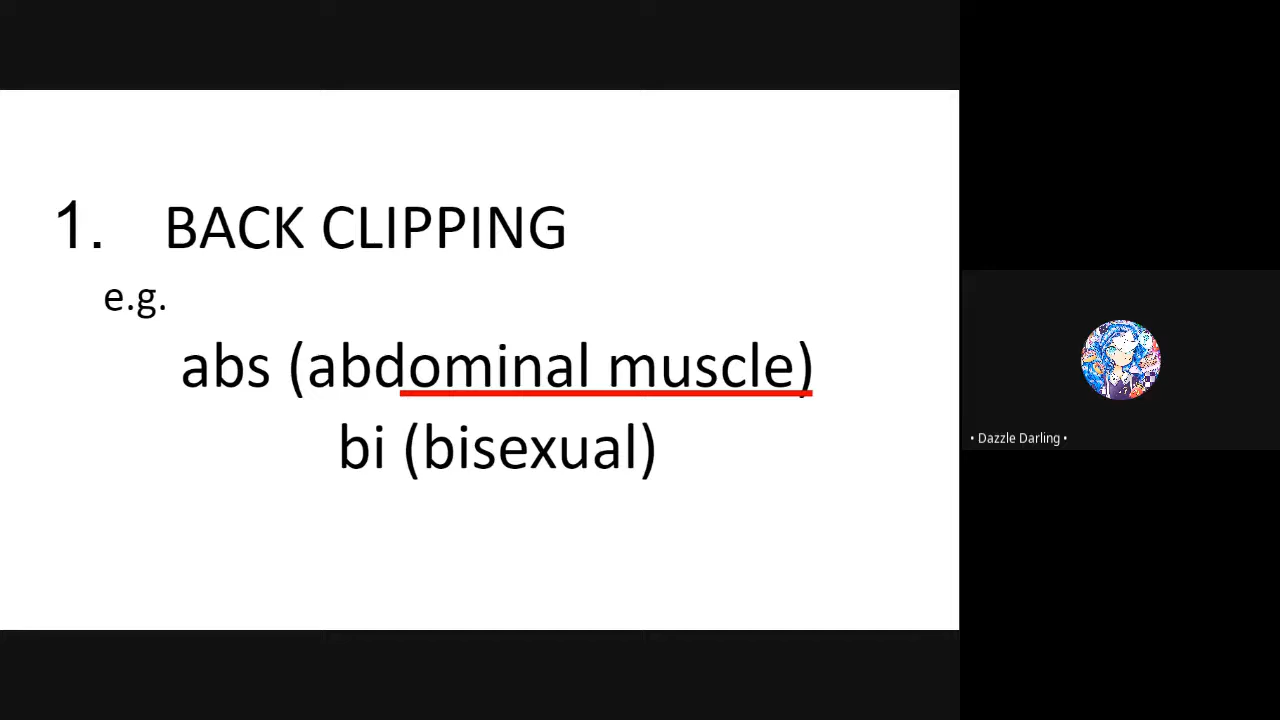 1. BACK CLIPPING
e.g.
abs (abdominal muscle)
bi (bisexual)
• Dazzle Darling •